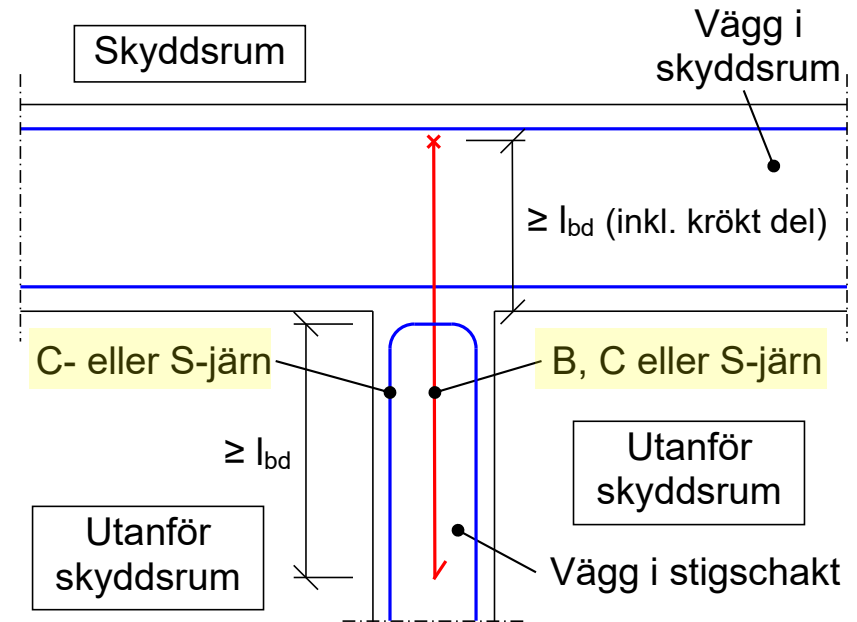 Skyddsrum
Vägg i
skyddsrum
≥ lbd (inkl. krökt del)
C- eller S-järn
B, C eller S-järn
≥ lbd
Utanför
skyddsrum
Utanför
skyddsrum
Vägg i stigschakt